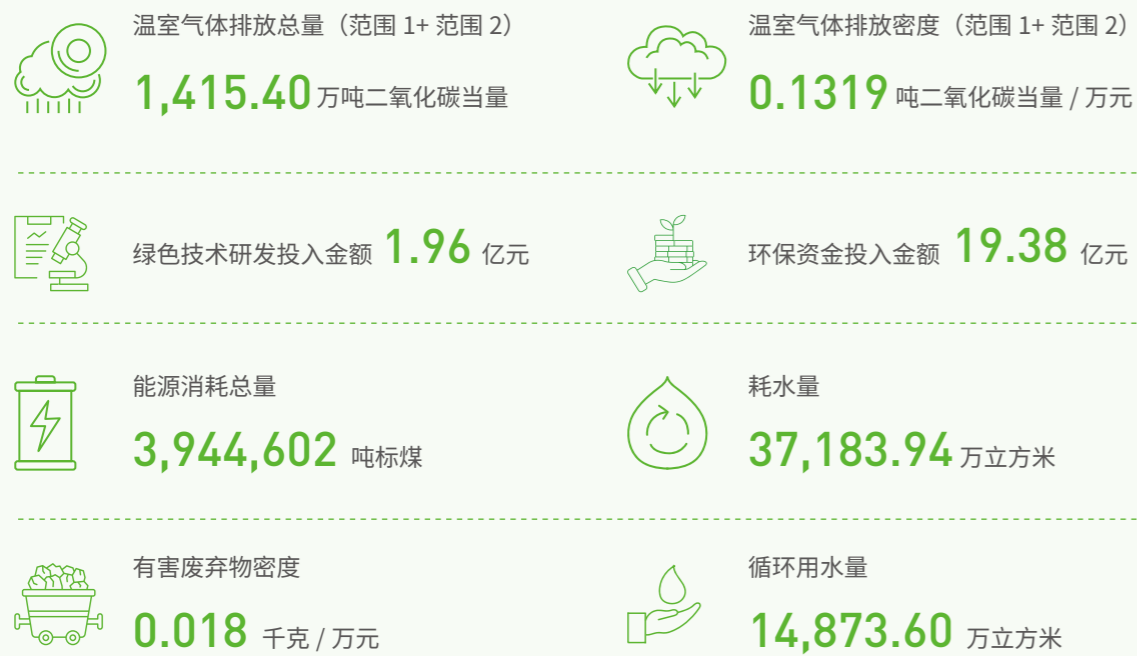 温室气体排放总量（范围 1+ 范围 2）
1,415.40 万吨二氧化碳当量
温室气体排放密度（范围 1+ 范围 2）
0.1319 吨二氧化碳当量 / 万元
绿色技术研发投入金额 1.96 亿元
环保资金投入金额 19.38 亿元
能源消耗总量
3,944,602 吨标煤
耗水量
37,183.94 万立方米
有害废弃物密度
0.018 千克 / 万元
循环用水量
14,873.60 万立方米